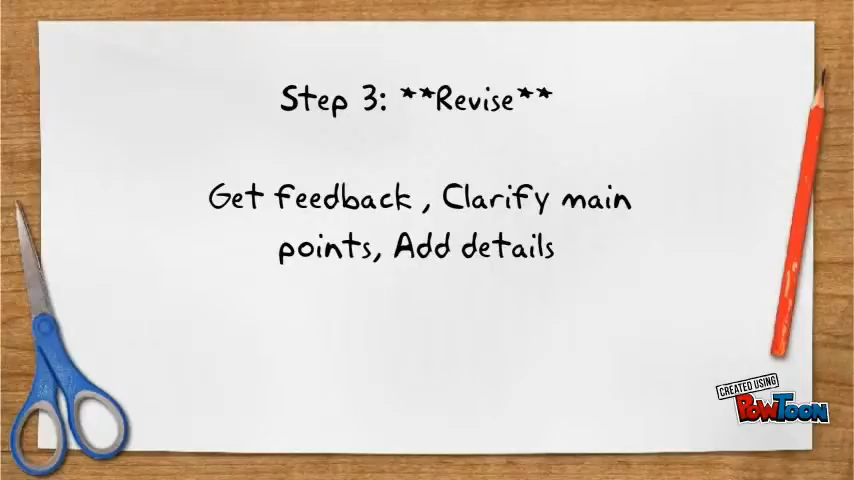 Step 3: **Revise**
Get feedback , Clarify main
points, Add details
CREATED USING
POWTOON